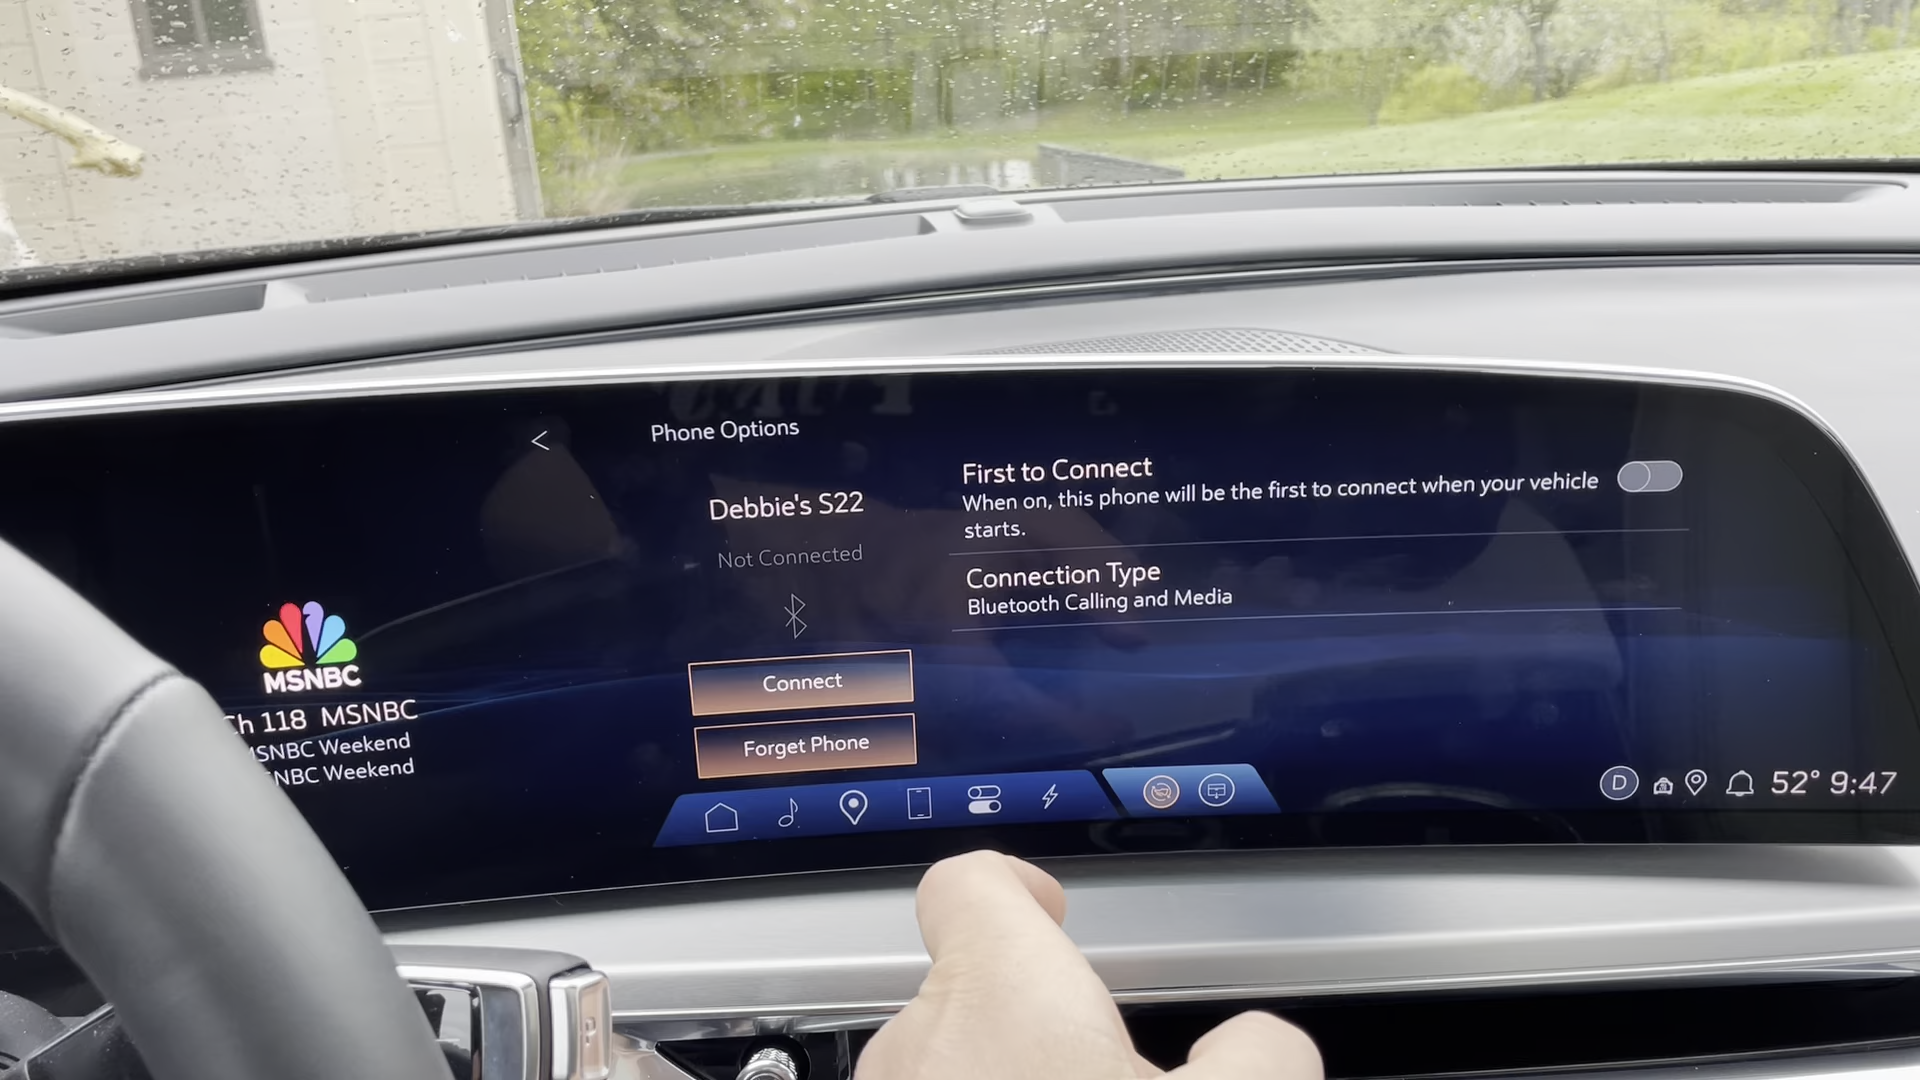 Phone Options
Debbie's S22
Not Connected
Connect
Forget Phone
First to Connect
When on, this phone will be the first to connect when your vehicle
starts.
Connection Type
Bluetooth Calling and Media
MSNBC
Ch 118 MSNBC
MSNBC Weekend
MSNBC Weekend
D
52° 9:47
P